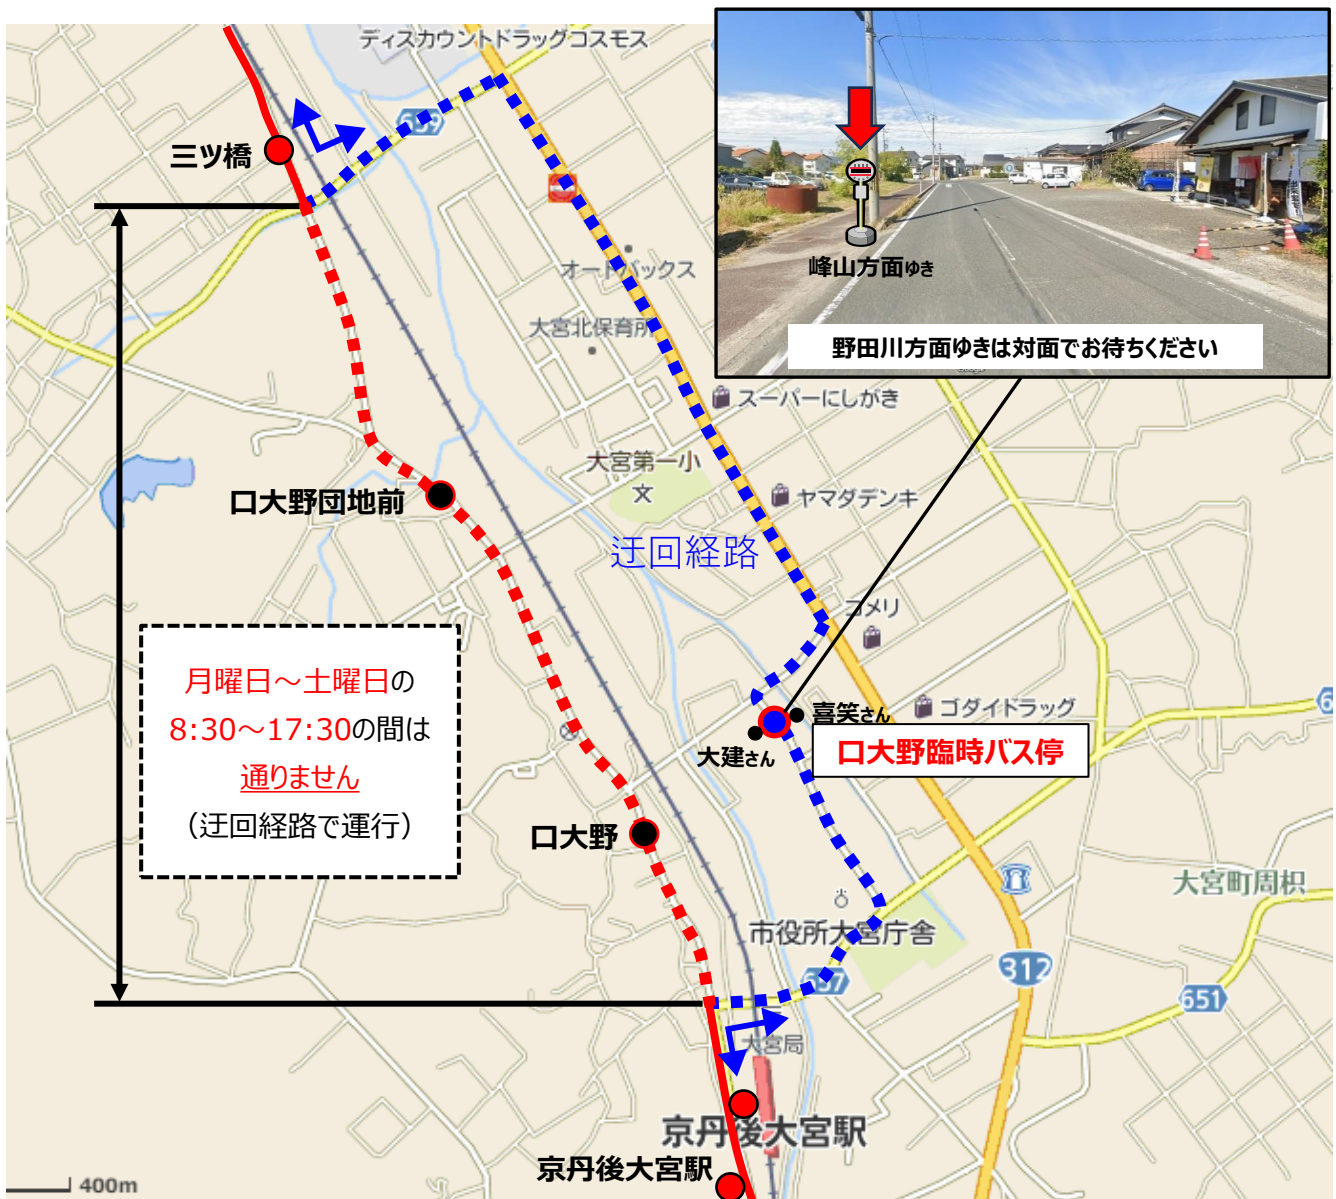 ディスカウントドラッグコスモス
三ツ橋
峰山方面ゆき
野田川方面ゆきは対面でお待ちください
オートバックス
大宮北保育所
スーパーにしがき
大宮第一小
文
ヤマダデンキ
口大野団地前
迂回経路
コメリ
月曜日～土曜日の
8:30～17:30の間は
通りません
（迂回経路で運行）
喜笑さん
ゴダイドラッグ
大建さん
口大野臨時バス停
口大野
大宮町周枳
市役所大宮庁舎
312
651
大宮局
京丹後大宮駅
京丹後大宮駅
400m